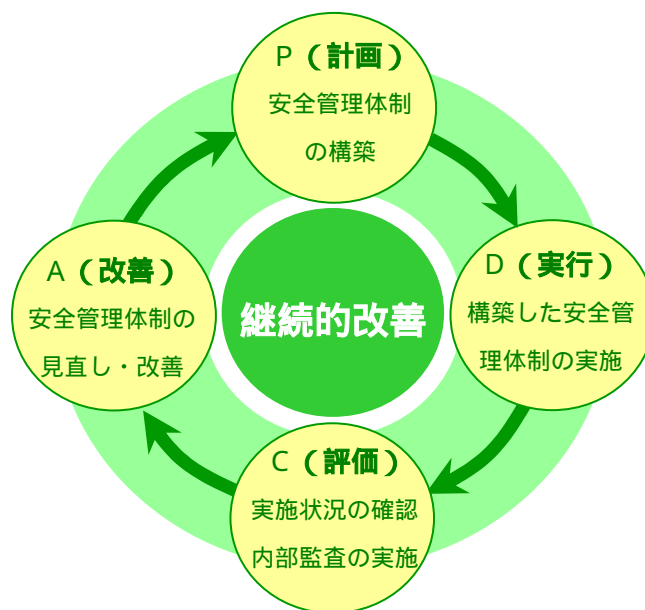 P（計画）
安全管理体制
の構築
A（改善）
安全管理体制の
見直し・改善
継続的改善
D（実行）
構築した安全管
理体制の実施
C（評価）
実施状況の確認
内部監査の実施